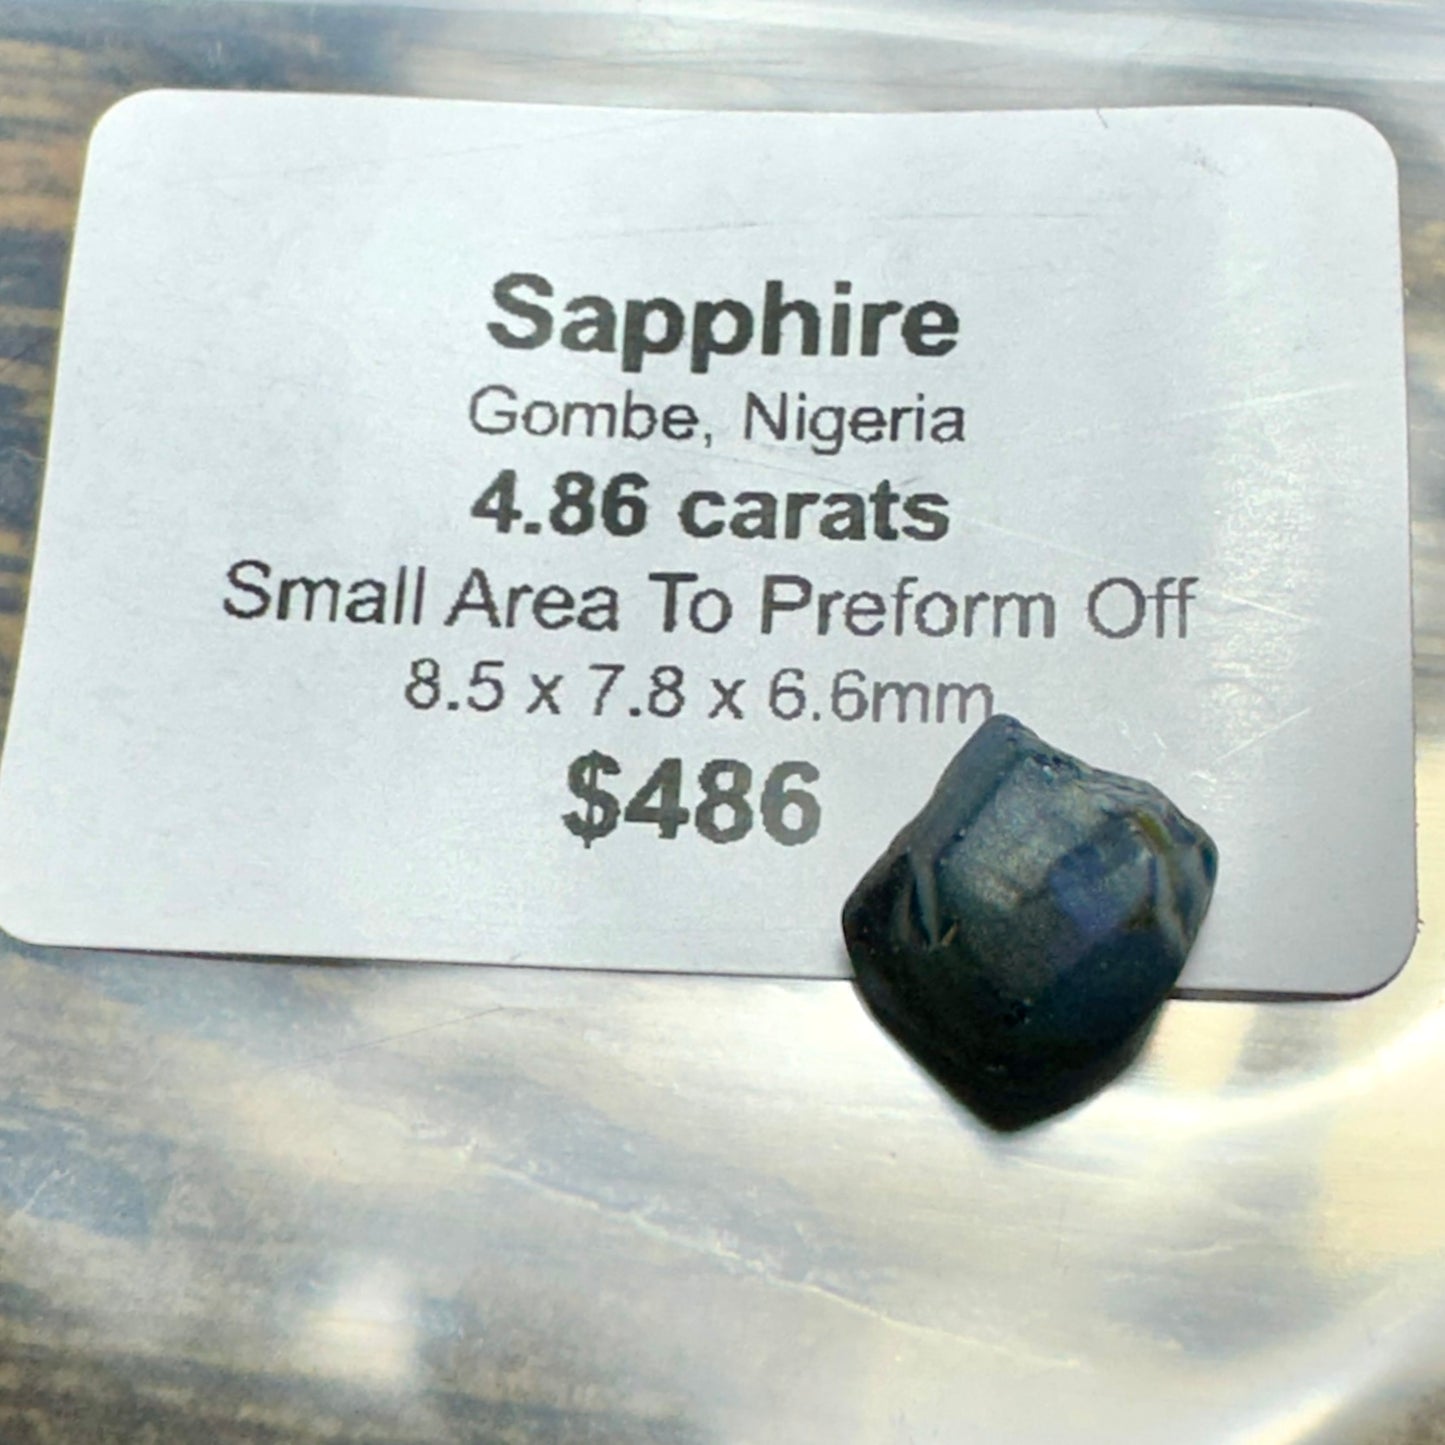 Sapphire
Gombe, Nigeria
4.86 carats
Small Area To Preform Off
8.5 x 7.8 x 6.6mm
$486